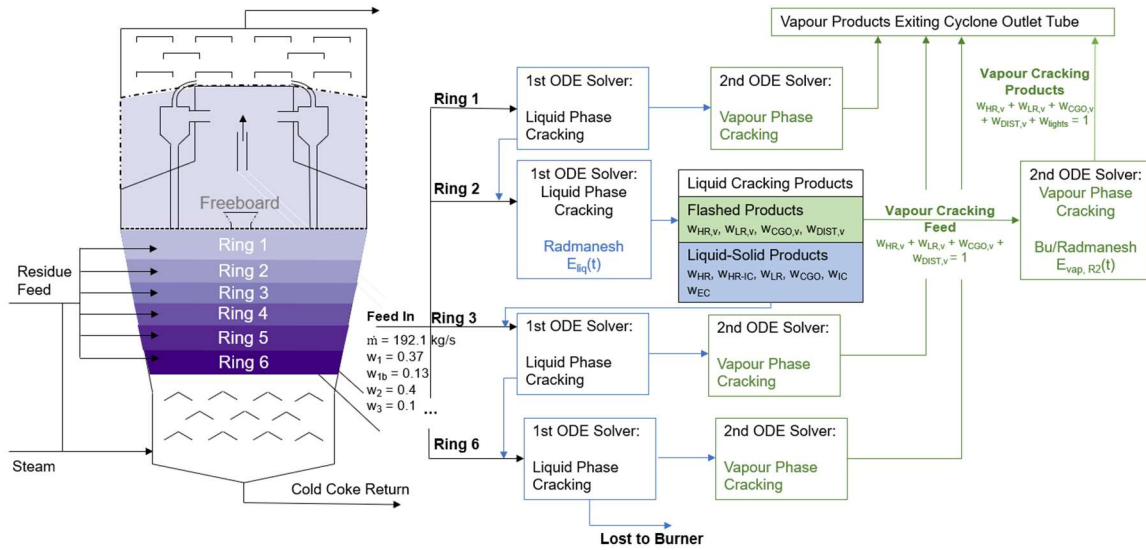 Vapour Products Exiting Cyclone Outlet Tube
Freeboard
Ring 1
Ring 2
Ring 3
Ring 4
Ring 5
Ring 6
Residue
Feed
Steam
Cold Coke Return
Feed In
ṁ = 192.1 kg/s
w1 = 0.37
w1b = 0.13
w2 = 0.4
w3 = 0.1
...
Ring 1
1st ODE Solver:
Liquid Phase
Cracking
2nd ODE Solver:
Vapour Phase
Cracking
Ring 2
1st ODE Solver:
Liquid Phase
Cracking
Radmanesh
Eliq(t)
Liquid Cracking Products
Flashed Products
wHR,v, wLR,v, wCGO,v, wDIST,v
Liquid-Solid Products
wHR, wHR-IC, wLR, wCGO, wIC
wEC
Vapour Cracking
Feed
wHR,v + wLR,v + wCGO,v +
wDIST,v = 1
Vapour Cracking
Products
wHR,v + wLR,v + wCGO,v
+ wDIST,v + wlights = 1
2nd ODE Solver:
Vapour Phase
Cracking
Bu/Radmanesh
Evap, R2(t)
Ring 3
1st ODE Solver:
Liquid Phase
Cracking
2nd ODE Solver:
Vapour Phase
Cracking
Ring 6
1st ODE Solver:
Liquid Phase
Cracking
2nd ODE Solver:
Vapour Phase
Cracking
Lost to Burner